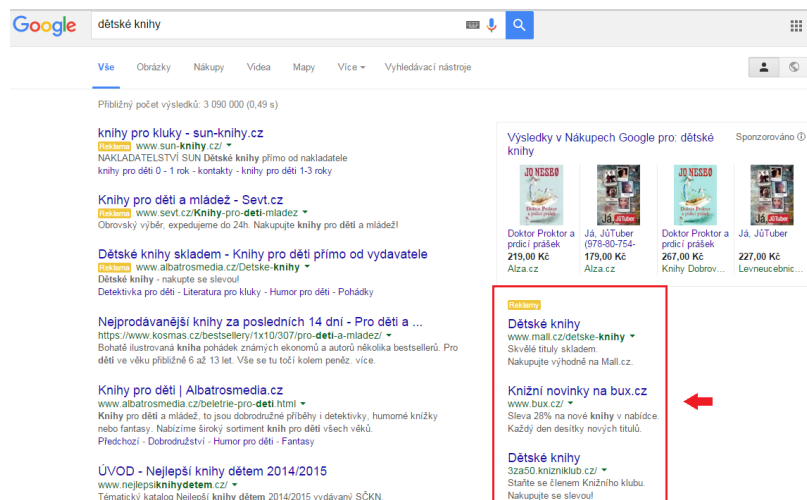 Google
dětské knihy
Vše Obrázky Nákupy Videa Mapy Více Vyhledávací nástroje
Přibližný počet výsledků: 3 090 000 (0,49 s)
knihy pro kluky - sun-knihy.cz
Reklama www.sun-knihy.cz/
NAKLADATELSTVÍ SUN Dětské knihy přímo od nakladatele
knihy pro děti 0 - 1 rok - kontakty - knihy pro děti 1-3 roky
Knihy pro děti a mládež - Sevt.cz
Reklama www.sevt.cz/Knihy-pro-deti-mladez
Obrovský výběr, expedujeme do 24h. Nakupujte knihy pro děti a mládež!
Dětské knihy skladem - Knihy pro děti přímo od vydavatele
Reklama www.albatrosmedia.cz/Detske-knihy
Dětské knihy - nakupte se slevou!
Detektivka pro děti - Literatura pro kluky - Humor pro děti - Pohádky
Nejprodávanější knihy za posledních 14 dní - Pro děti a ...
https://www.kosmas.cz/bestsellery/1x10/307/pro-deti-a-mladez/
Bohatě ilustrovaná kniha pohádek známých ekonomů a autorů několika bestsellerů. Pro
děti ve věku přibližně 6 až 13 let. Vše se tu točí kolem peněz. více.
Knihy pro děti | Albatrosmedia.cz
www.albatrosmedia.cz/beletrie-pro-deti.html
Knihy pro děti a mládež, to jsou dobrodružné příběhy i detektivky, humorné knížky
nebo fantasy. Nabízíme široký sortiment knih pro děti všech věků.
Předchozí - Dobrodružství - Humor pro děti - Fantasy
ÚVOD - Nejlepší knihy dětem 2014/2015
www.nejlepsiknihydetem.cz/
Tématický katalog Nejlepší knihy dětem 2014/2015 vydávaný SČKN
Výsledky v Nákupech Google pro: dětské
knihy
Sponzorováno
JO NESBØ
JO NESBØ
Doktor Proktor a
prdicí prášek
219,00 Kč
Alza.cz
Já, JůTuber
(978-80-754-
179,00 Kč
Alza.cz
Doktor Proktor a
prdicí prášek
267,00 Kč
Knihy Dobrov...
Já, JůTuber
227,00 Kč
Levneucebnic...
Reklamy
Dětské knihy
www.mall.cz/detske-knihy
Skvělé tituly skladem.
Nakupujte výhodně na Mall.cz.
Knižní novinky na bux.cz
www.bux.cz/
Sleva 28% na nové knihy v nabídce.
Každý den desítky nových titulů.
Dětské knihy
3za50.knizniklub.cz/
Staňte se členem Knižního klubu.
Nakupujte se slevou!